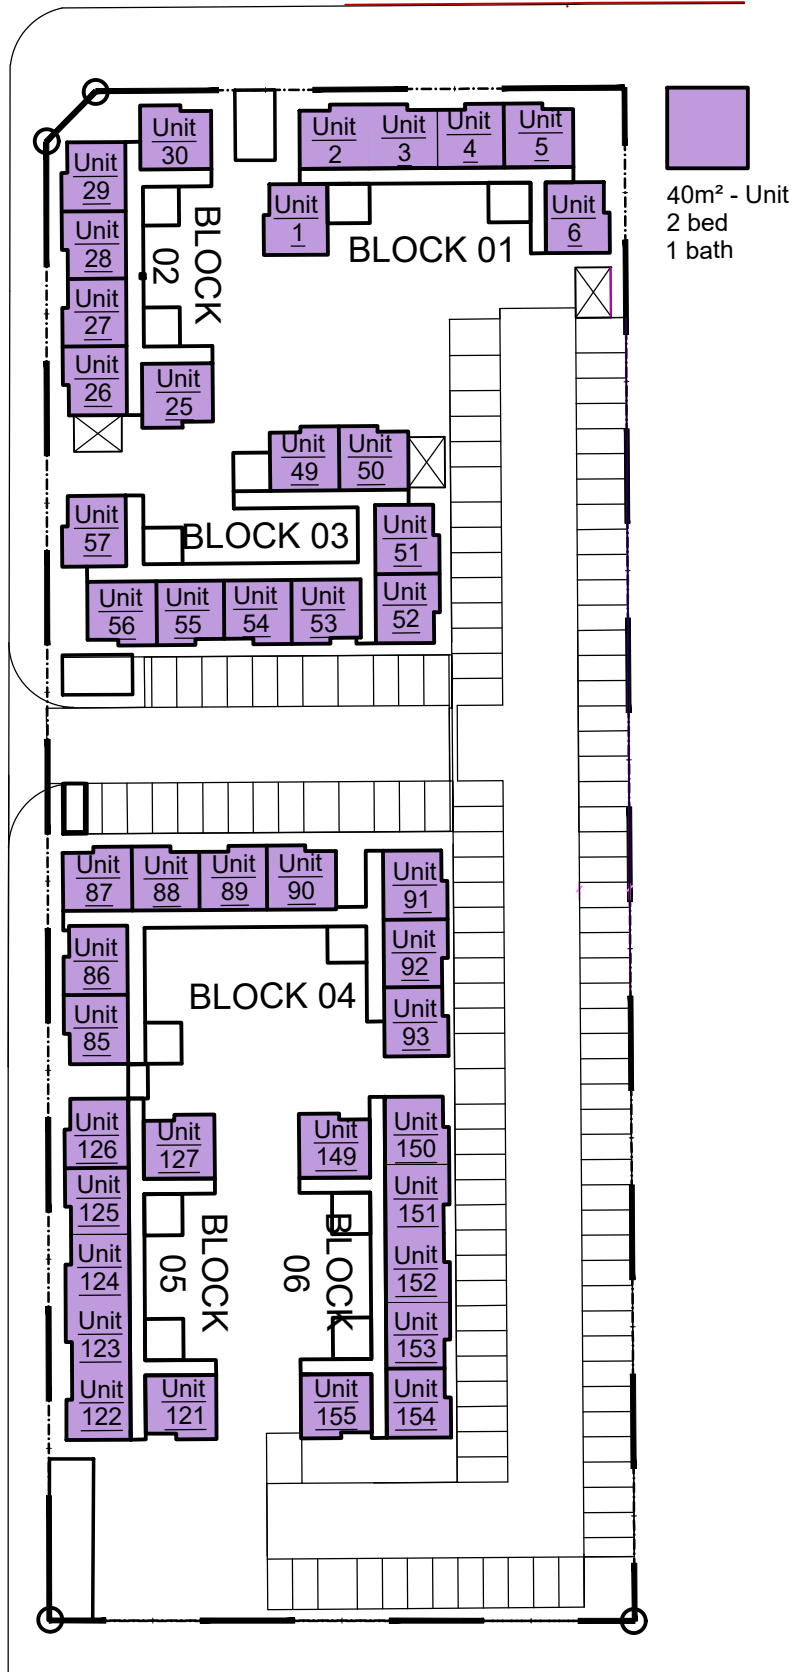 Unit
30
Unit
2
Unit
3
Unit
4
Unit
5
Unit
29
Unit
1
Unit
6
40m² - Unit
2 bed
1 bath
BLOCK 01
BLOCK
02
Unit
28
Unit
27
Unit
26
Unit
25
Unit
49
Unit
50
Unit
57
BLOCK 03
Unit
51
Unit
52
Unit
56
Unit
55
Unit
54
Unit
53
Unit
87
Unit
88
Unit
89
Unit
90
Unit
91
Unit
86
Unit
92
BLOCK 04
Unit
85
Unit
93
Unit
126
Unit
127
Unit
149
Unit
150
Unit
125
Unit
151
BLOCK
05
BLOCK
06
Unit
124
Unit
152
Unit
123
Unit
153
Unit
122
Unit
121
Unit
155
Unit
154